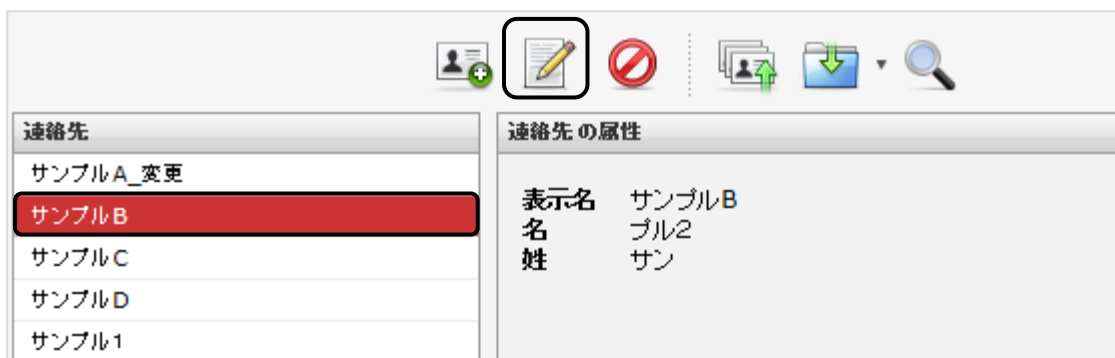 連絡先
サンプルA_変更
サンプルB
サンプルC
サンプルD
サンプル1
連絡先の属性
表示名 サンプルB
名 プル2
姓 サン